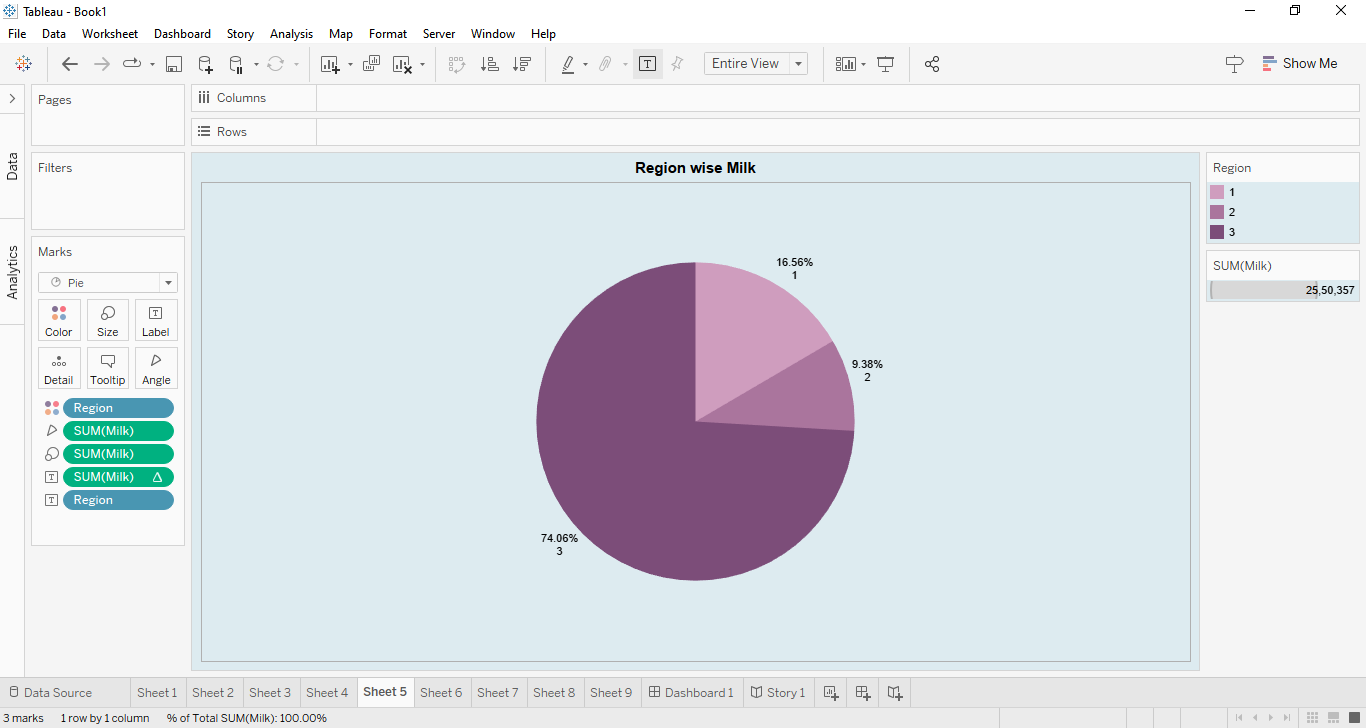 Tableau - Book1
File Data Worksheet Dashboard Story Analysis Map Format Server Window Help
Entire View
Show Me
Data
Analytics
Pages
Filters
Marks
Pie
Color Size Label
Detail Tooltip Angle
Region
SUM(Milk)
SUM(Milk)
SUM(Milk) Δ
Region
Columns
Rows
Region wise Milk
16.56%
1
9.38%
2
74.06%
3
Region
1
2
3
SUM(Milk)
25,50,357
Data Source Sheet 1 Sheet 2 Sheet 3 Sheet 4 Sheet 5 Sheet 6 Sheet 7 Sheet 8 Sheet 9 Dashboard 1 Story 1
3 marks 1 row by 1 column % of Total SUM(Milk): 100.00%